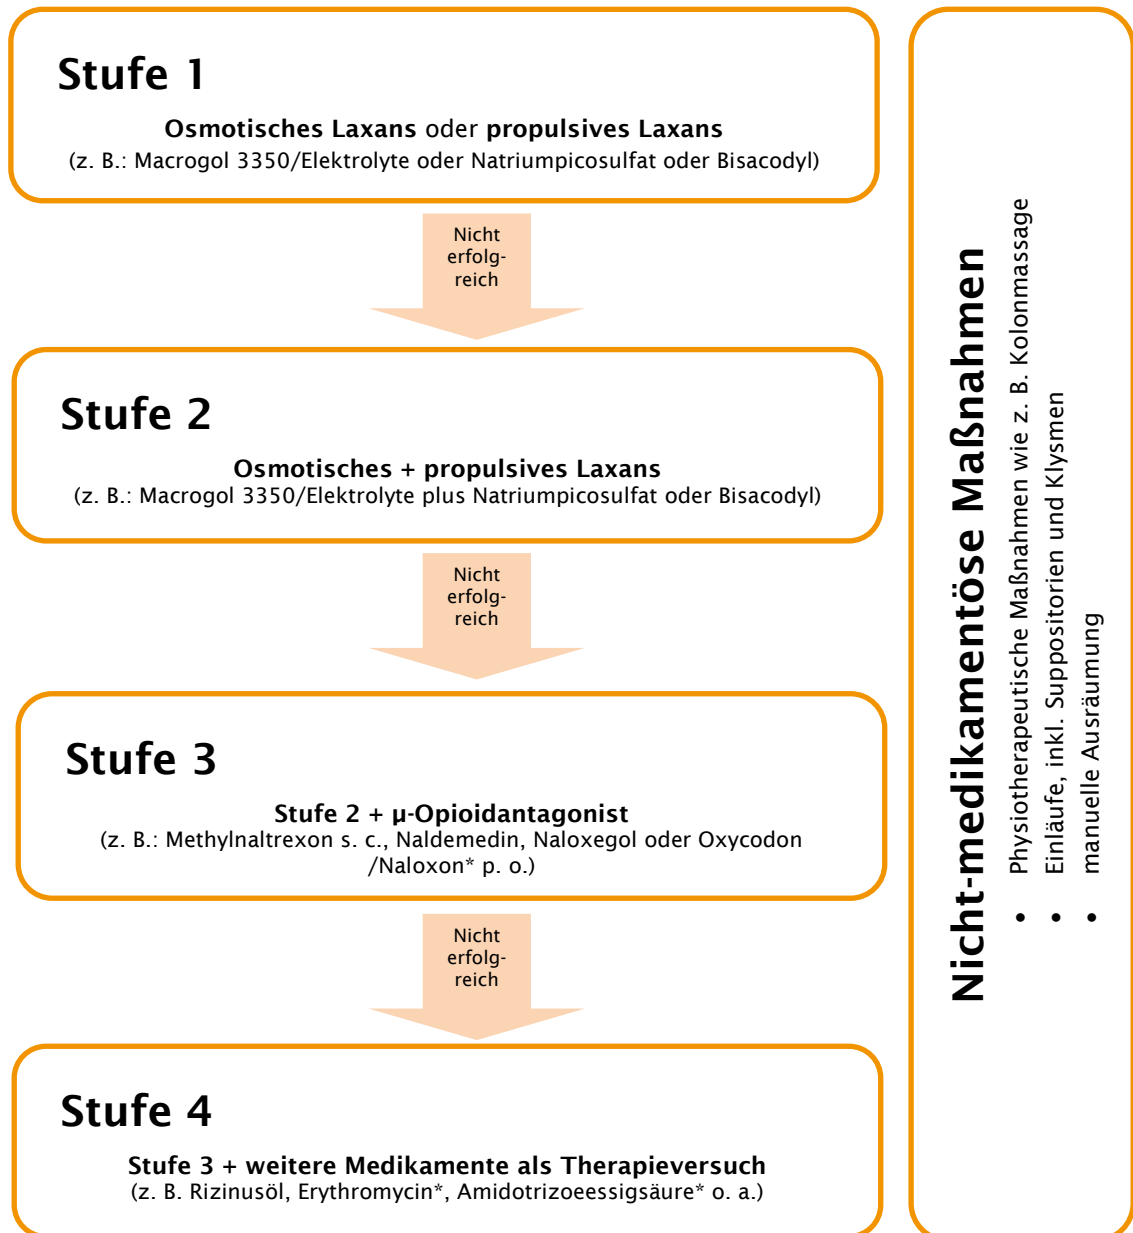 Stufe 1
Osmotisches Laxans oder propulsives Laxans
(z. B.: Macrogol 3350/Elektrolyte oder Natriumpicosulfat oder Bisacodyl)
Nicht
erfolg-
reich
Stufe 2
Osmotisches + propulsives Laxans
(z. B.: Macrogol 3350/Elektrolyte plus Natriumpicosulfat oder Bisacodyl)
Nicht
erfolg-
reich
Stufe 3
Stufe 2 + μ-Opioidantagonist
(z. B.: Methylnaltrexon s. c., Naldemedin, Naloxegol oder Oxycodon
/Naloxon* p. o.)
Nicht
erfolg-
reich
Stufe 4
Stufe 3 + weitere Medikamente als Therapieversuch
(z. B. Rizinusöl, Erythromycin*, Amidotrizoeessigsäure* o. a.)
Nicht-medikamentöse Maßnahmen
• Physiotherapeutische Maßnahmen wie z. B. Kolonmassage
• Einläufe, inkl. Suppositorien und Klysmen
• manuelle Ausräumung